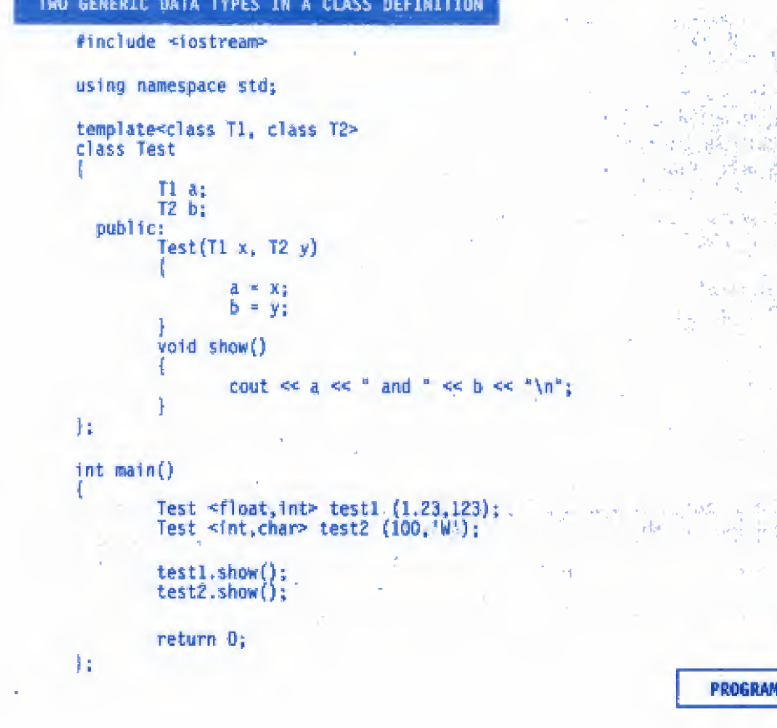 TWO GENERIC DATA TYPES IN A CLASS DEFINITION
#include <iostream>
using namespace std;
template<class T1, class T2>
class Test
{
T1 a;
T2 b;
public:
Test(T1 x, T2 y)
{
a = x;
b = y;
}
void show()
{
cout << a << " and " << b << "\n";
}
};
int main()
{
Test <float,int> test1 (1.23,123);
Test <int,char> test2 (100,'W');
test1.show();
test2.show();
return 0;
};
PROGRAM